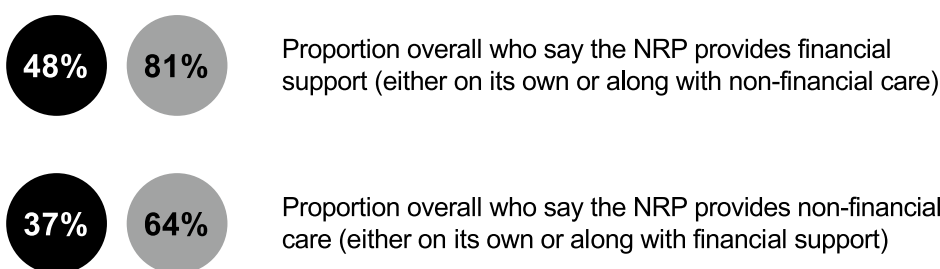 48% 81% Proportion overall who say the NRP provides financial
support (either on its own or along with non-financial care)
37% 64% Proportion overall who say the NRP provides non-financial
care (either on its own or along with financial support)